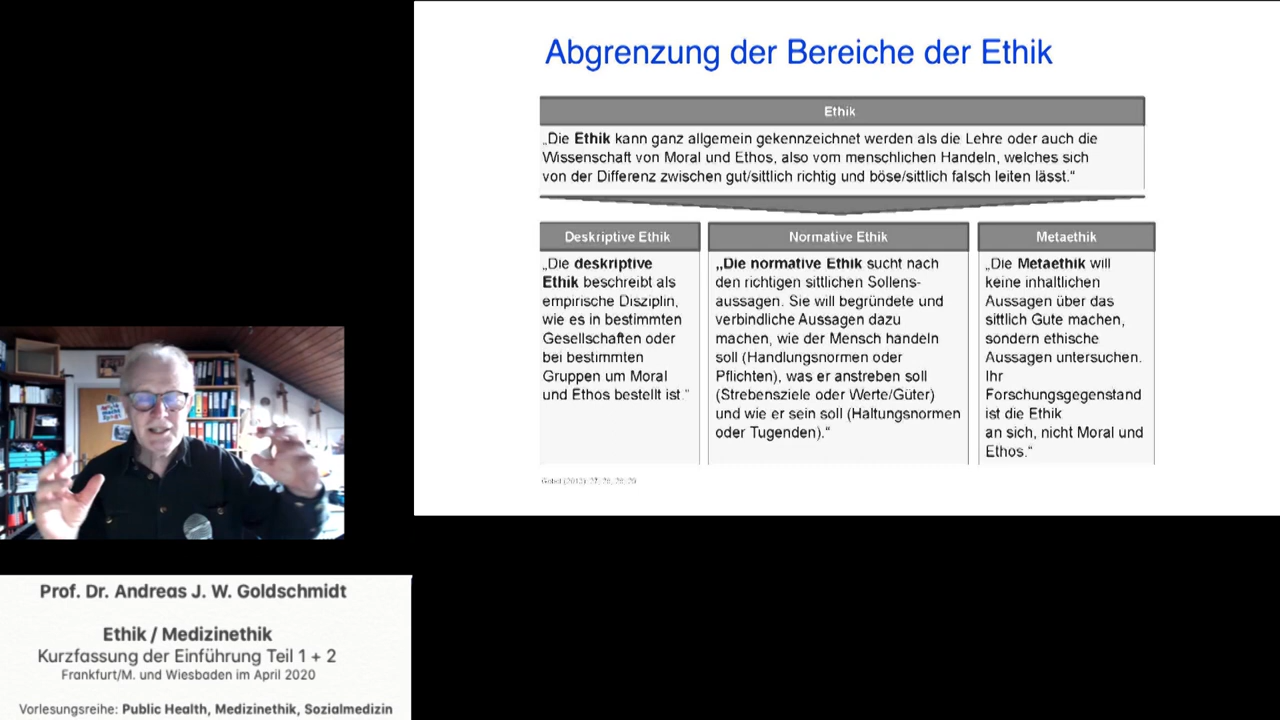 Abgrenzung der Bereiche der Ethik
Ethik
„Die Ethik kann ganz allgemein gekennzeichnet werden als die Lehre oder auch die
Wissenschaft von Moral und Ethos, also vom menschlichen Handeln, welches sich
von der Differenz zwischen gut/sittlich richtig und böse/sittlich falsch leiten lässt.“
Deskriptive Ethik
„Die deskriptive
Ethik beschreibt als
empirische Disziplin,
wie es in bestimmten
Gesellschaften oder
bei bestimmten
Gruppen um Moral
und Ethos bestellt ist.“
Normative Ethik
„Die normative Ethik sucht nach
den richtigen sittlichen Sollens-
aussagen. Sie will begründete und
verbindliche Aussagen dazu
machen, wie der Mensch handeln
soll (Handlungsnormen oder
Pflichten), was er anstreben soll
(Strebensziele oder Werte/Güter)
und wie er sein soll (Haltungsnormen
oder Tugenden).“
Metaethik
„Die Metaethik will
keine inhaltlichen
Aussagen über das
sittlich Gute machen,
sondern ethische
Aussagen untersuchen.
Ihr
Forschungsgegenstand
ist die Ethik
an sich, nicht Moral und
Ethos.“
Prof. Dr. Andreas J. W. Goldschmidt
Ethik / Medizinethik
Kurzfassung der Einführung Teil 1 + 2
Frankfurt/M. und Wiesbaden im April 2020
Vorlesungsreihe: Public Health, Medizinethik, Sozialmedizin